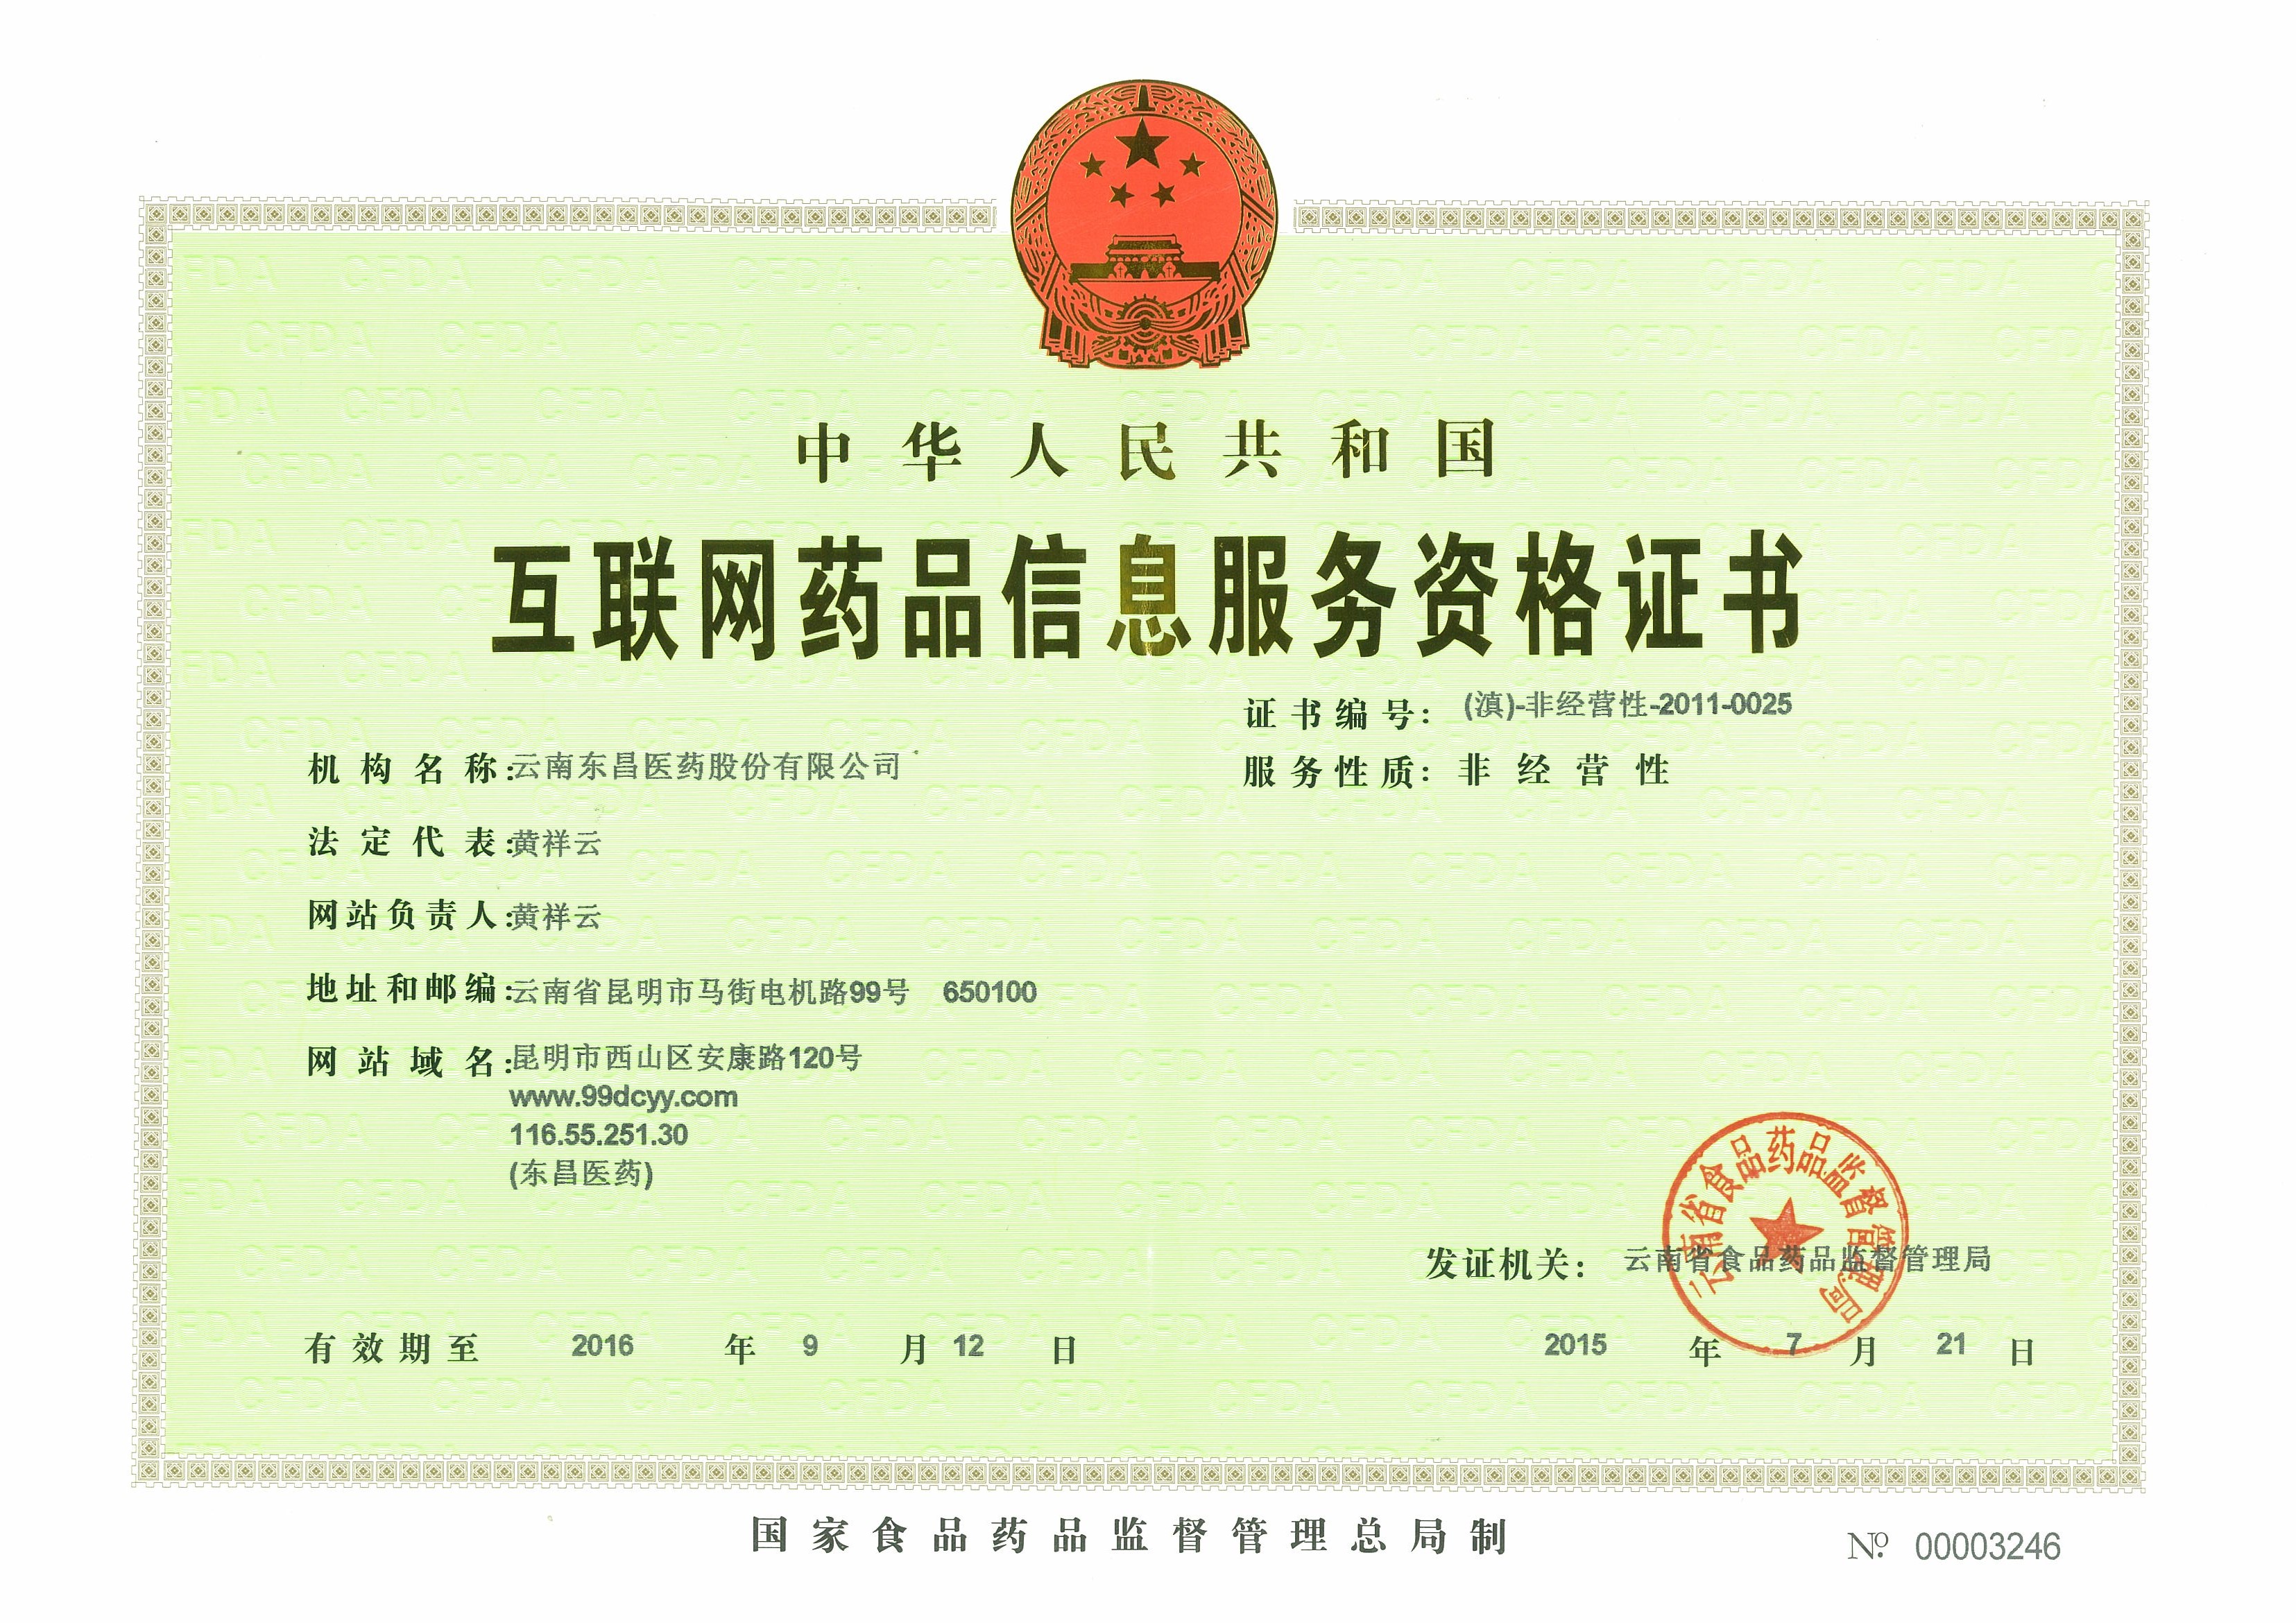 中华人民共和国
互联网药品信息服务资格证书
证书编号： (滇)-非经营性-2011-0025
机构名称:云南东昌医药股份有限公司
服务性质：非经营性
法定代表:黄祥云
网站负责人:黄祥云
地址和邮编:云南省昆明市马街电机路99号 650100
网站域名:昆明市西山区安康路120号
www.99dcyy.com
116.55.251.30
(东昌医药)
云南省食品药品监督管理局
发证机关： 云南省食品药品监督管理局
有效期至 2016 年 9 月 12 日
2015 年 7 月 21 日
国家食品药品监督管理总局制
№ 00003246
CFDA